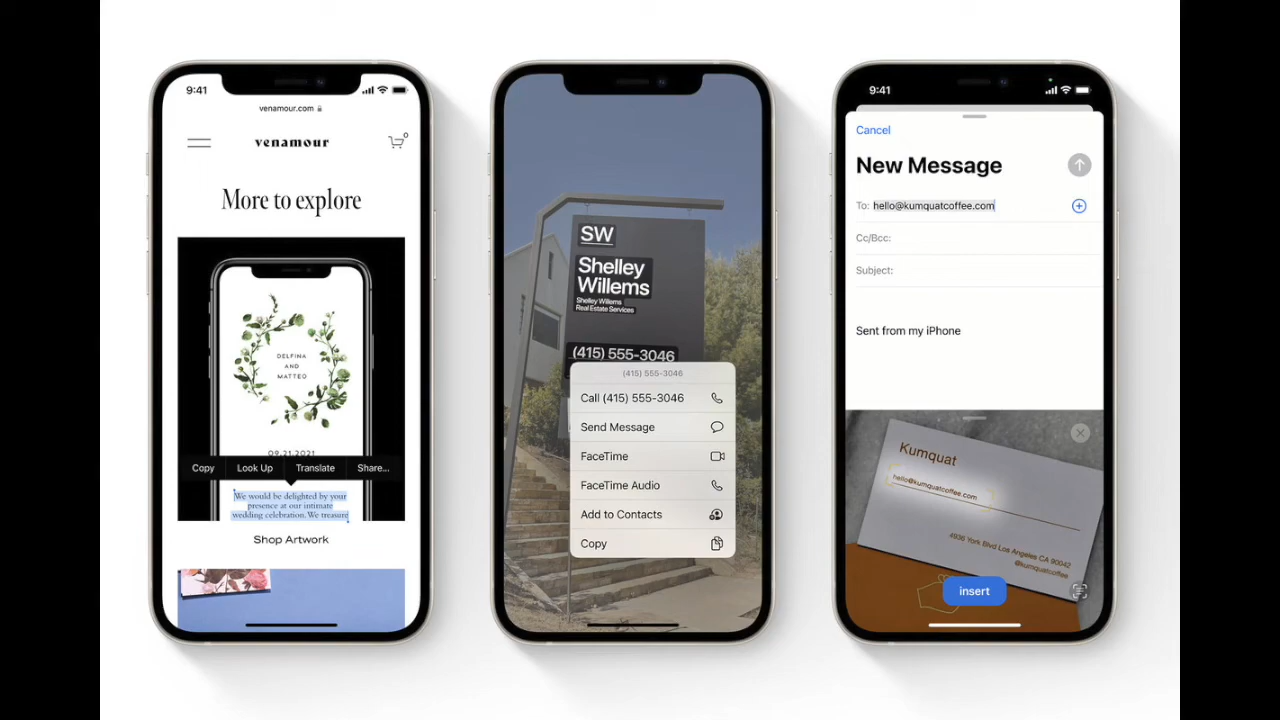 9:41
venamour.com
venamour
0
More to explore
DELFINA
AND
MATTEO
09.21.2021
Copy
Look Up
Translate
Share...
We would be delighted by your
presence at our intimate
wedding celebration. We treasure
Shop Artwork
SW
Shelley
Willems
Shelley Willems
Real Estate Services
(415) 555-3046
(415) 555-3046
Call (415) 555-3046
Send Message
FaceTime
FaceTime Audio
Add to Contacts
Copy
9:41
Cancel
New Message
To: hello@kumquatcoffee.com
Cc/Bcc:
Subject:
Sent from my iPhone
Kumquat
hello@kumquatcoffee.com
4936 York Blvd Los Angeles CA 90042
@kumquatcoffee
insert